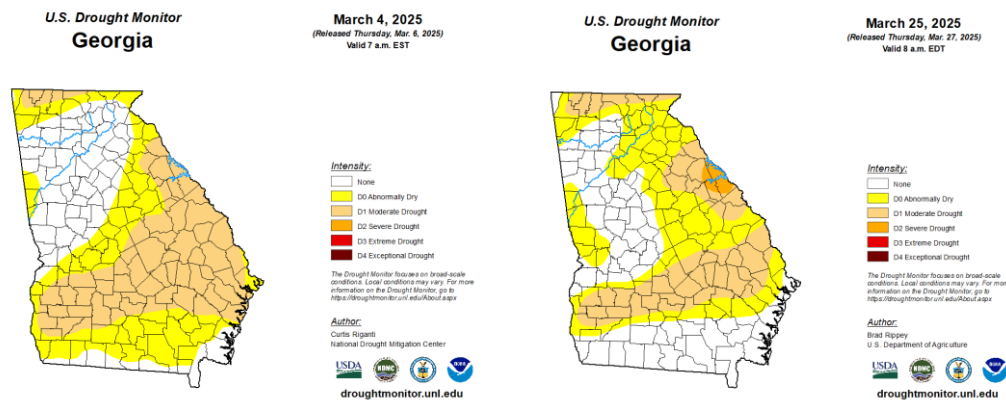 U.S. Drought Monitor
Georgia
March 4, 2025
(Released Thursday, Mar. 6, 2025)
Valid 7 a.m. EST
Intensity:
None
D0 Abnormally Dry
D1 Moderate Drought
D2 Severe Drought
D3 Extreme Drought
D4 Exceptional Drought
The Drought Monitor focuses on broad-scale
conditions. Local conditions may vary. For more
information on the Drought Monitor, go to
https://droughtmonitor.unl.edu/About.aspx
Author:
Curtis Riganti
National Drought Mitigation Center
USDA
NDMC
NOAA
droughtmonitor.unl.edu
U.S. Drought Monitor
Georgia
March 25, 2025
(Released Thursday, Mar. 27, 2025)
Valid 8 a.m. EDT
Intensity:
None
D0 Abnormally Dry
D1 Moderate Drought
D2 Severe Drought
D3 Extreme Drought
D4 Exceptional Drought
The Drought Monitor focuses on broad-scale
conditions. Local conditions may vary. For more
information on the Drought Monitor, go to
https://droughtmonitor.unl.edu/About.aspx
Author:
Brad Rippey
U.S. Department of Agriculture
USDA
NDMC
NOAA
droughtmonitor.unl.edu